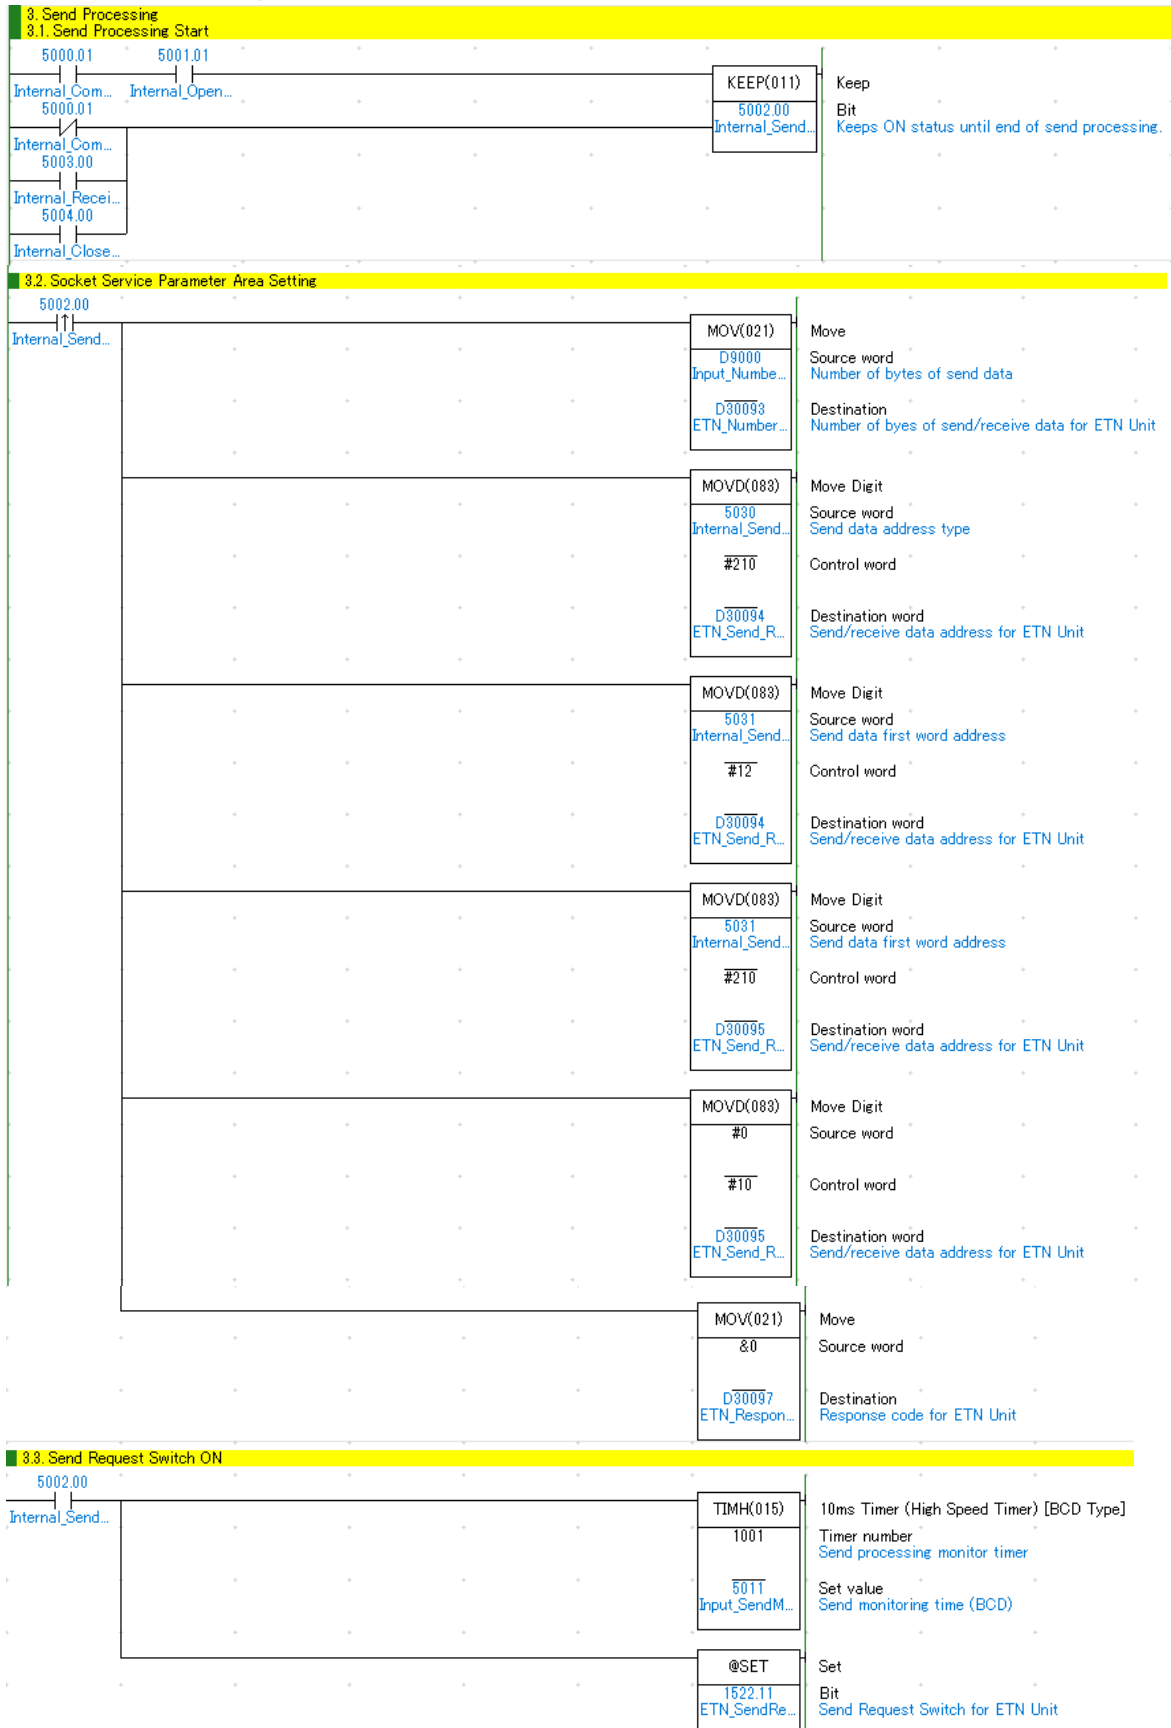 3. Send Processing
3.1. Send Processing Start
5000.01 5001.01
Internal_Com... Internal_Open...
KEEP(011) Keep
5002.00 Bit
Internal_Send... Keeps ON status until end of send processing.
5000.01
Internal_Com...
5003.00
Internal_Recei...
5004.00
Internal_Close...
3.2. Socket Service Parameter Area Setting
5002.00
Internal_Send...
MOV(021) Move
D9000 Source word
Input_Numbe... Number of bytes of send data
D30093 Destination
ETN_Number... Number of byes of send/receive data for ETN Unit
MOVD(083) Move Digit
5030 Source word
Internal_Send... Send data address type
#210 Control word
D30094 Destination word
ETN_Send_R... Send/receive data address for ETN Unit
MOVD(083) Move Digit
5031 Source word
Internal_Send... Send data first word address
#12 Control word
D30094 Destination word
ETN_Send_R... Send/receive data address for ETN Unit
MOVD(083) Move Digit
5031 Source word
Internal_Send... Send data first word address
#210 Control word
D30095 Destination word
ETN_Send_R... Send/receive data address for ETN Unit
MOVD(083) Move Digit
#0 Source word
#10 Control word
D30095 Destination word
ETN_Send_R... Send/receive data address for ETN Unit
MOV(021) Move
&0 Source word
D30097 Destination
ETN_Respon... Response code for ETN Unit
3.3. Send Request Switch ON
5002.00
Internal_Send...
TIMH(015) 10ms Timer (High Speed Timer) [BCD Type]
1001 Timer number
Send processing monitor timer
5011 Set value
Input_SendM... Send monitoring time (BCD)
@SET Set
1522.11 Bit
ETN_SendRe... Send Request Switch for ETN Unit